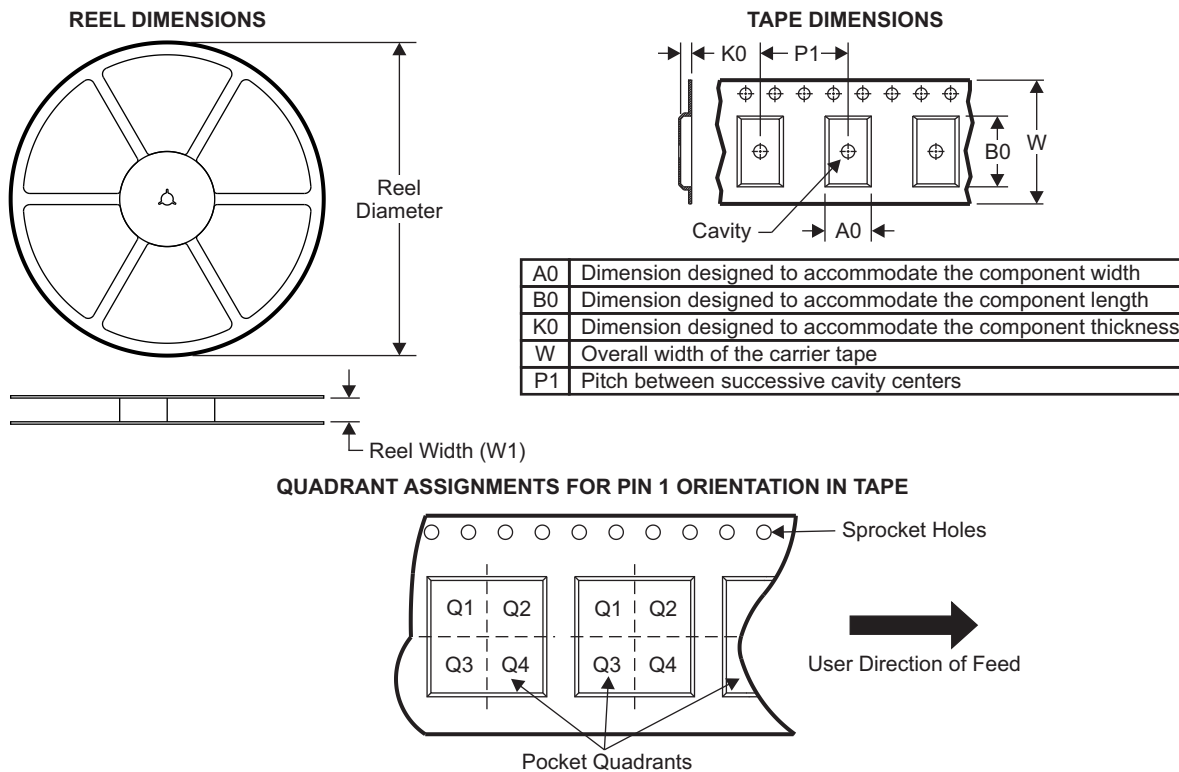 REEL DIMENSIONS
Reel
Diameter
Reel Width (W1)
TAPE DIMENSIONS
K0
P1
W
B0
Cavity
A0
A0 Dimension designed to accommodate the component width
B0 Dimension designed to accommodate the component length
K0 Dimension designed to accommodate the component thickness
W Overall width of the carrier tape
P1 Pitch between successive cavity centers
QUADRANT ASSIGNMENTS FOR PIN 1 ORIENTATION IN TAPE
Sprocket Holes
Q1 Q2 Q1 Q2
Q3 Q4 Q3 Q4
User Direction of Feed
Pocket Quadrants